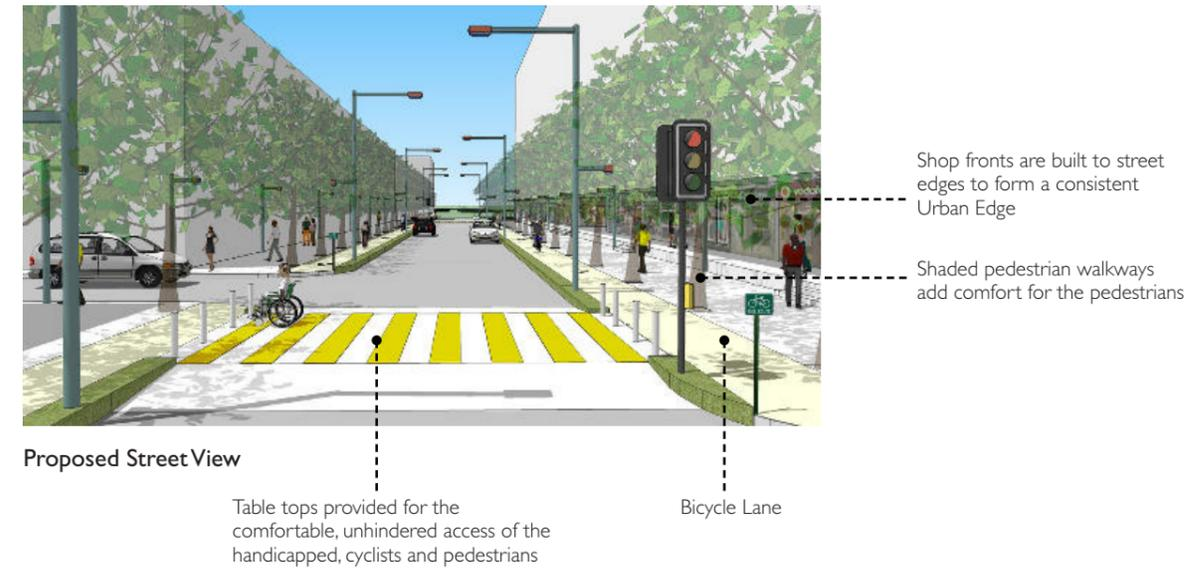 Shop fronts are built to street
edges to form a consistent
Urban Edge
Shaded pedestrian walkways
add comfort for the pedestrians
Proposed Street View
Table tops provided for the
comfortable, unhindered access of the
handicapped, cyclists and pedestrians
Bicycle Lane